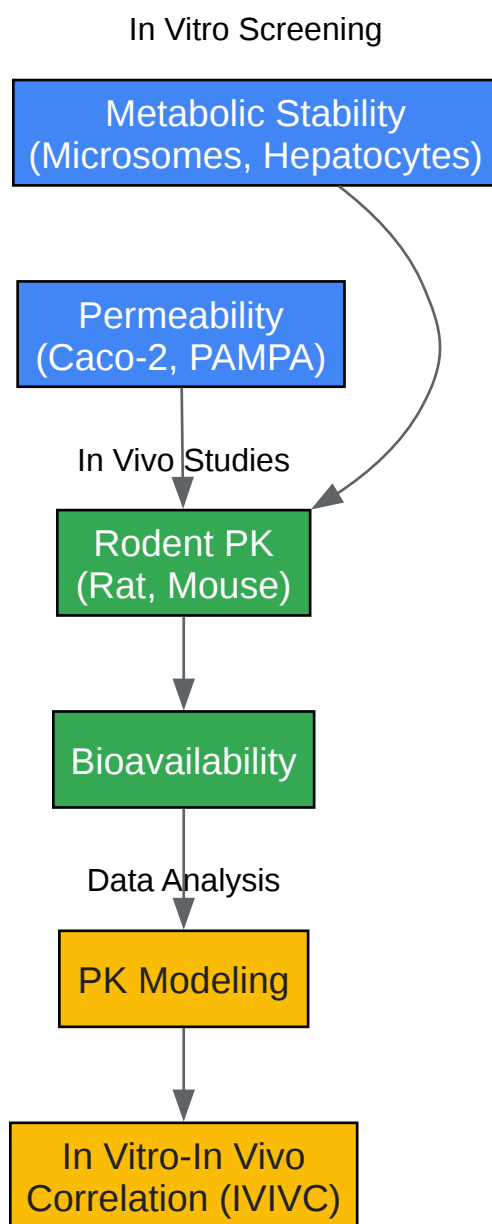 In Vitro Screening
Metabolic Stability
(Microsomes, Hepatocytes)
Permeability
(Caco-2, PAMPA)
In Vivo Studies
Rodent PK
(Rat, Mouse)
Bioavailability
Data Analysis
PK Modeling
In Vitro-In Vivo
Correlation (IVIVC)